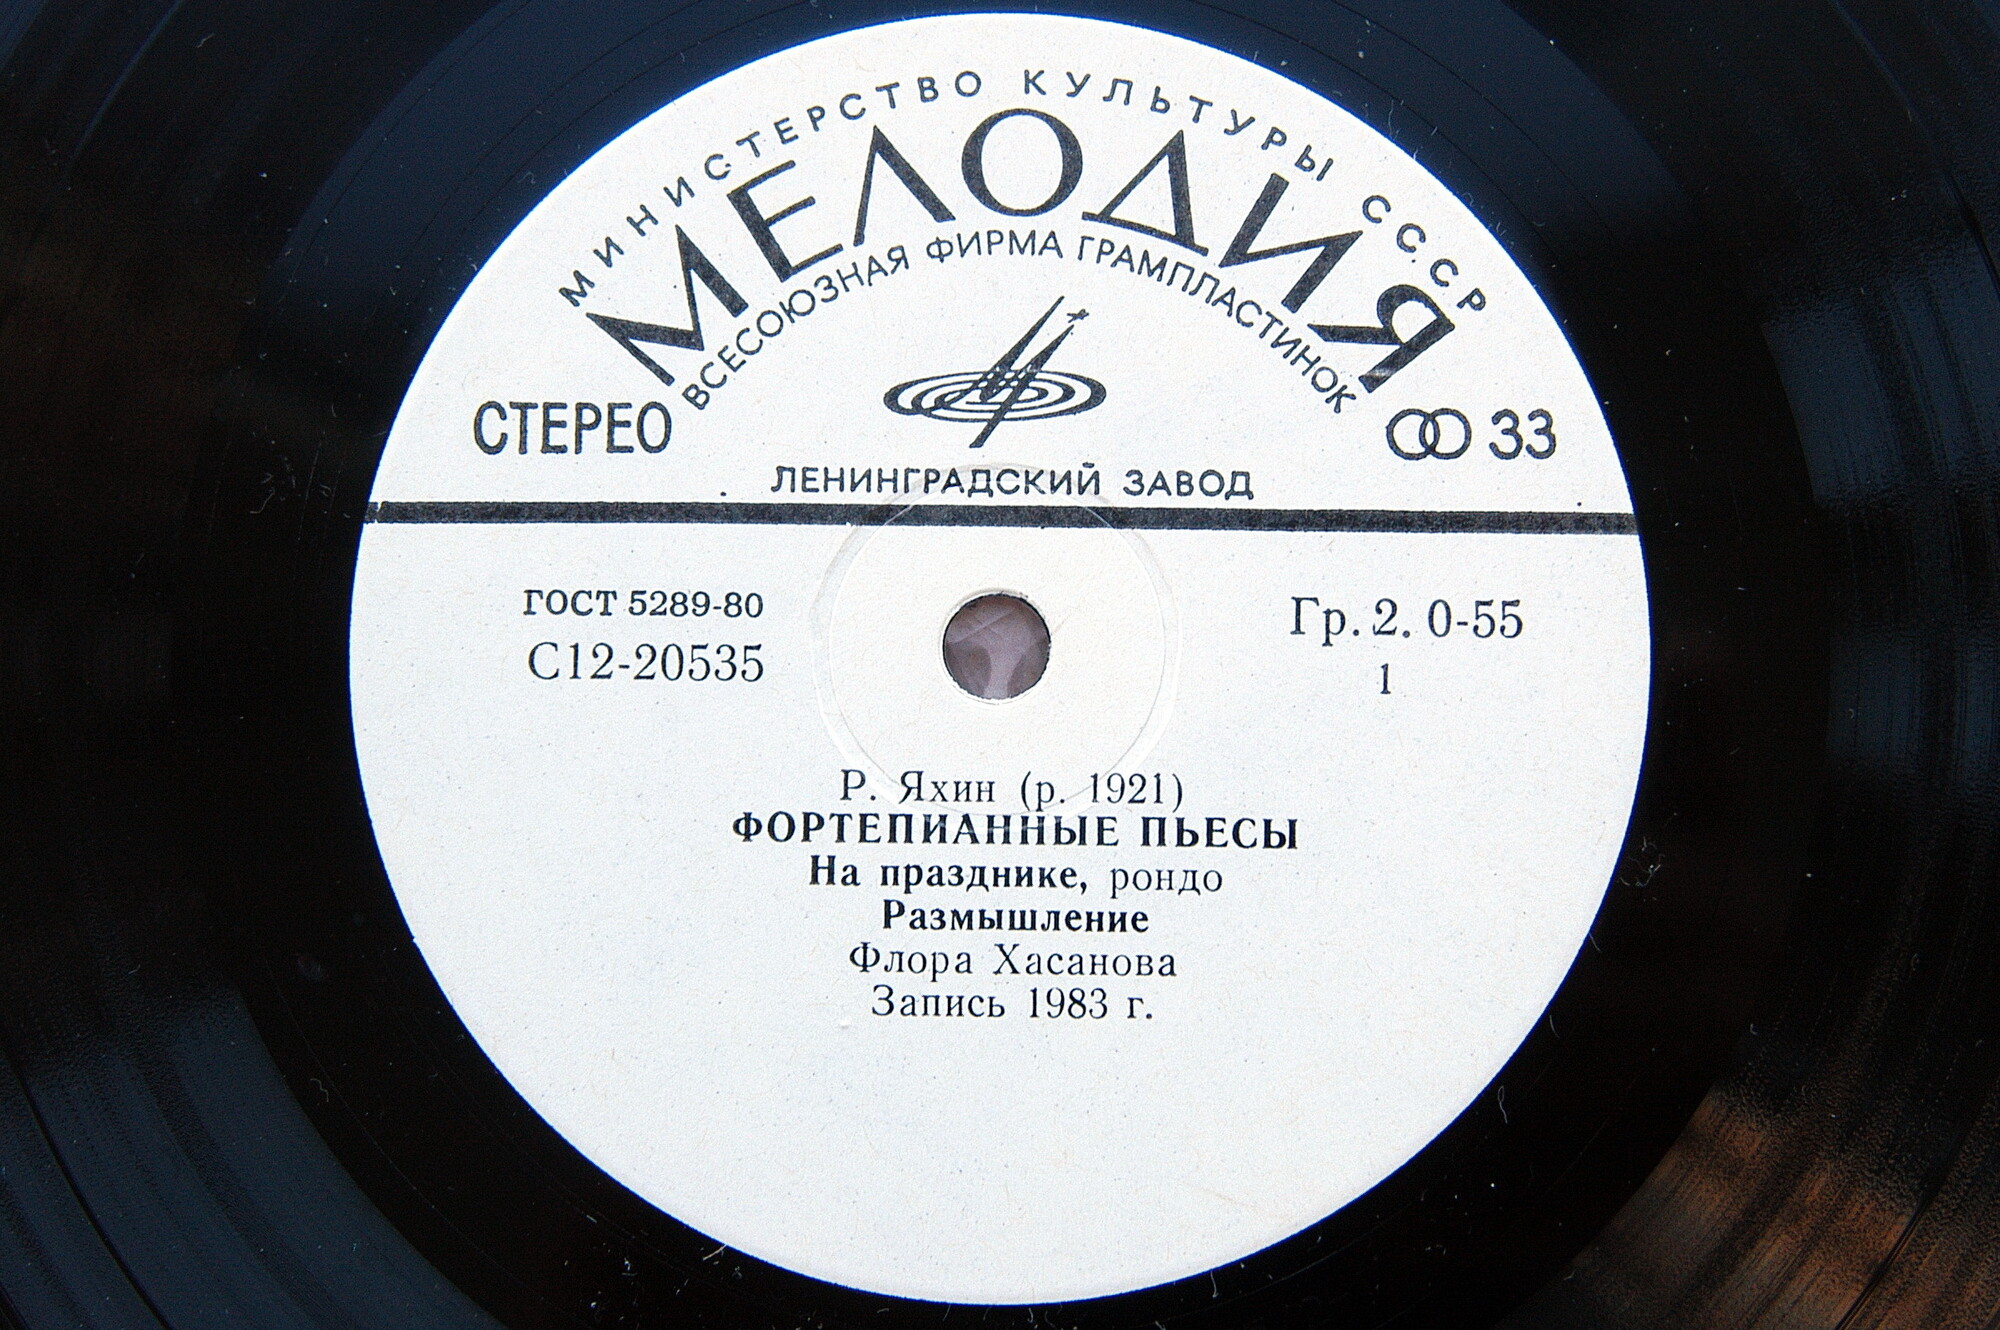 МИНИСТЕРСТВО КУЛЬТУРЫ СССР
МЕЛОДИЯ
ВСЕСОЮЗНАЯ ФИРМА ГРАМПЛАСТИНОК
СТЕРЕО
33
ЛЕНИНГРАДСКИЙ ЗАВОД
ГОСТ 5289-80
С12-20535
Гр. 2. 0-55
1
Р. Яхин (р. 1921)
ФОРТЕПИАННЫЕ ПЬЕСЫ
На празднике, рондо
Размышление
Флора Хасанова
Запись 1983 г.